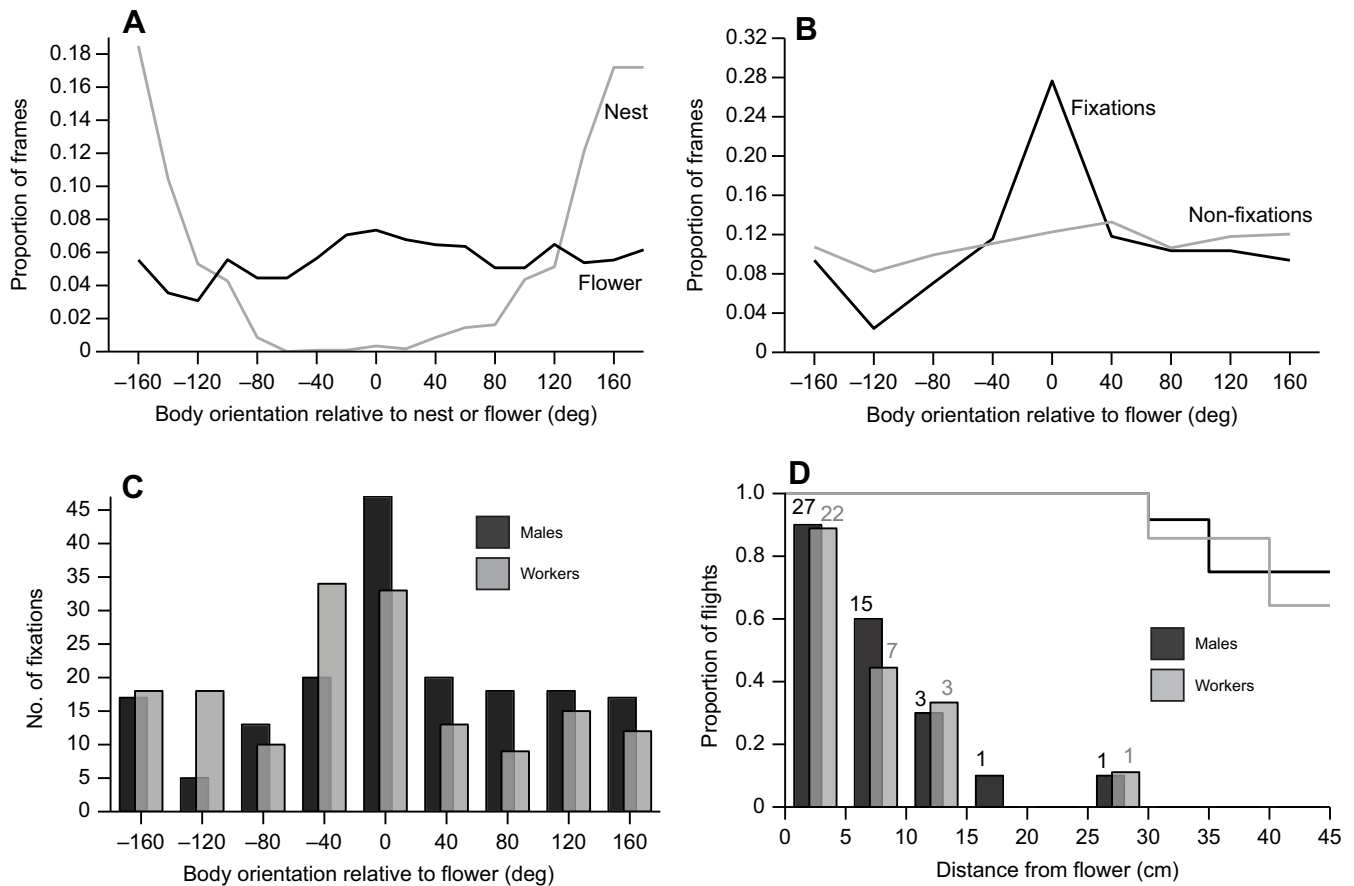 A
Proportion of frames
0.18
0.16
0.14
0.12
0.10
0.08
0.06
0.04
0.02
0
Nest
Flower
–160 –120 –80 –40 0 40 80 120 160
Body orientation relative to nest or flower (deg)
B
Proportion of frames
0.32
0.28
0.24
0.20
0.16
0.12
0.08
0.04
0
Fixations
Non-fixations
–160 –120 –80 –40 0 40 80 120 160
Body orientation relative to flower (deg)
C
No. of fixations
45
40
35
30
25
20
15
10
5
0
Males
Workers
–160 –120 –80 –40 0 40 80 120 160
Body orientation relative to flower (deg)
D
Proportion of flights
1.0
0.8
0.6
0.4
0.2
0
27 22
15 7
3 3
1
1 1
Males
Workers
0 5 10 15 20 25 30 35 40 45
Distance from flower (cm)